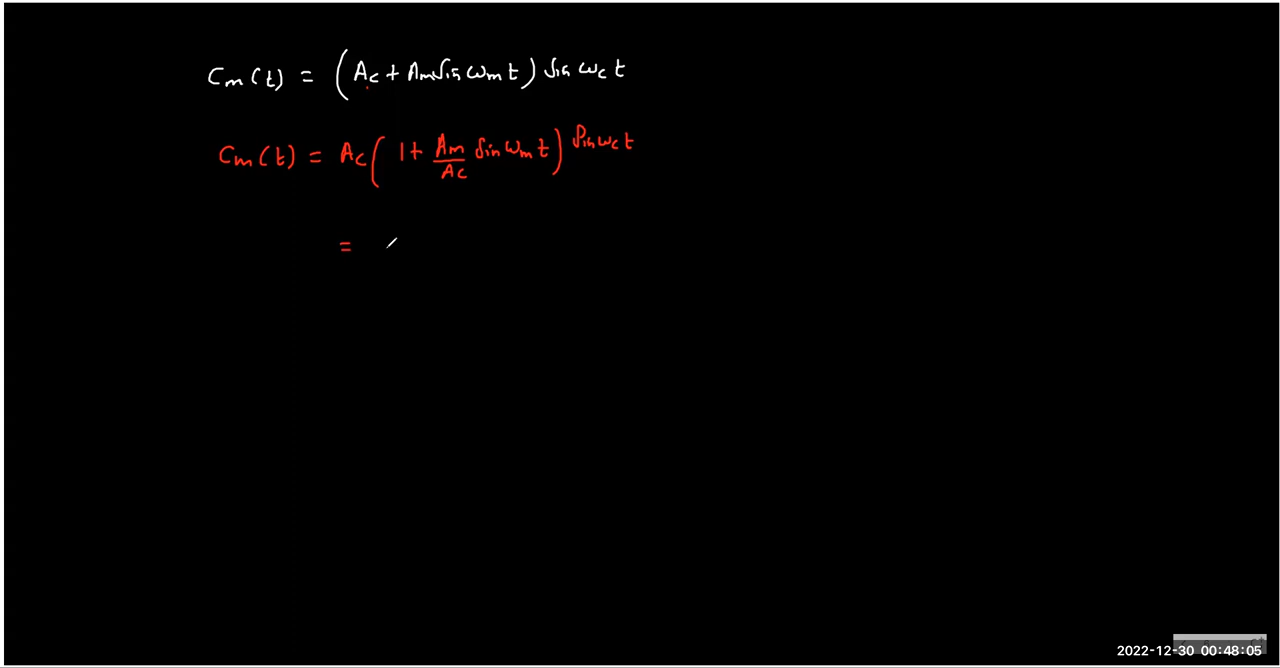 Cm(t) = (Ac + Am Sin ωm t) Sin ωc t
Cm(t) = Ac(1 + Am/Ac Sin ωm t) Sin ωc t
=
2022-12-30 00:48:05